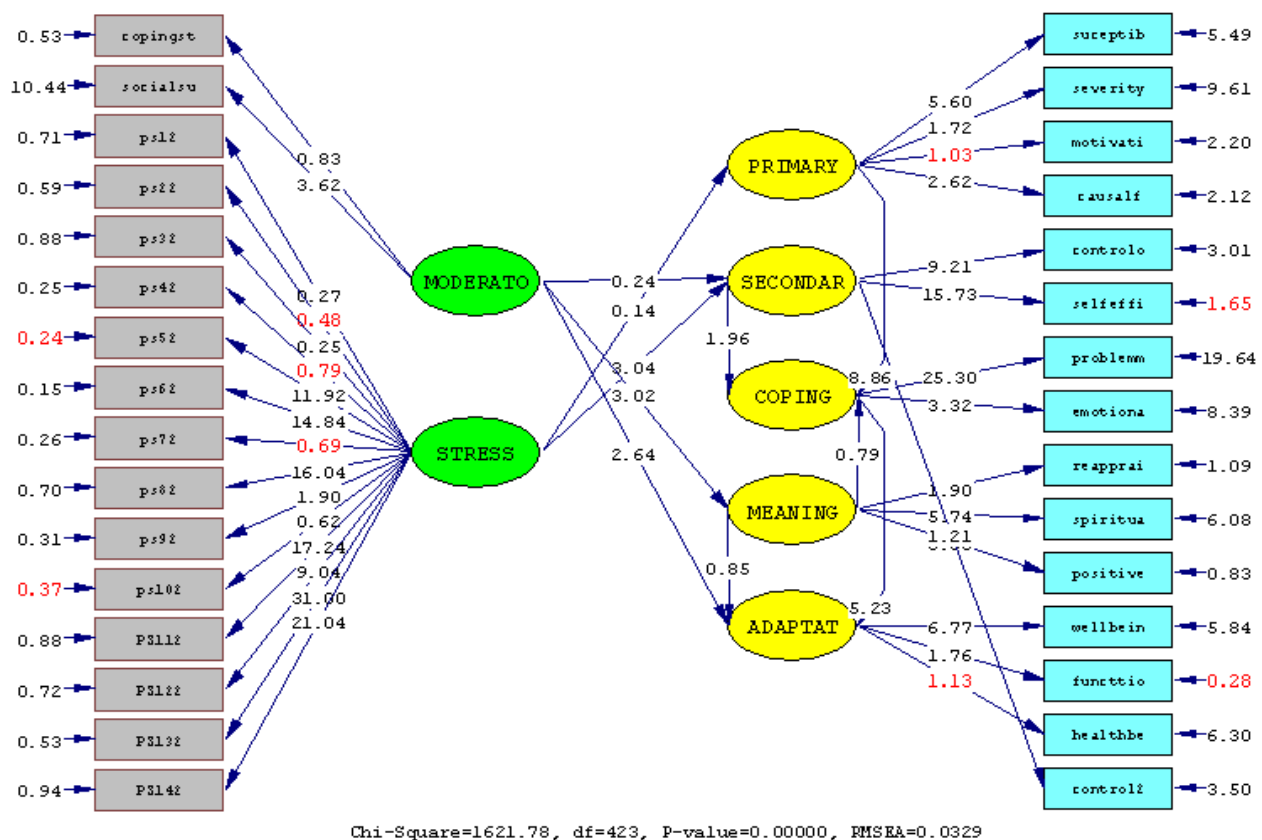 0.53 copingst
10.44 socialsu
0.71 ps12
0.59 ps22
0.88 ps32
0.25 ps42
0.24 ps52
0.15 ps62
0.26 ps72
0.70 ps82
0.31 ps92
0.37 ps102
0.88 PS112
0.72 PS122
0.53 PS132
0.94 PS142
0.83
3.62
0.27
0.48
0.25
0.79
11.92
14.84
0.69
16.04
1.90
0.62
17.24
9.04
31.00
21.04
MODERATO
STRESS
0.24
0.14
3.04
3.02
2.64
PRIMARY
SECONDAR
1.96
COPING
8.86
0.79
MEANING
0.85
ADAPTAT
5.23
5.60
1.72
1.03
2.62
9.21
15.73
25.30
3.32
1.90
5.74
1.21
6.77
1.76
1.13
suceptib 5.49
severity 9.61
motivati 2.20
causalf 2.12
controlo 3.01
selfeffi 1.65
problemm 19.64
emotiona 8.39
reapprai 1.09
spiritua 6.08
positive 0.83
wellbein 5.84
functtio 0.28
healthbe 6.30
control2 3.50
Chi-Square=1621.78, df=423, P-value=0.00000, RMSEA=0.0329